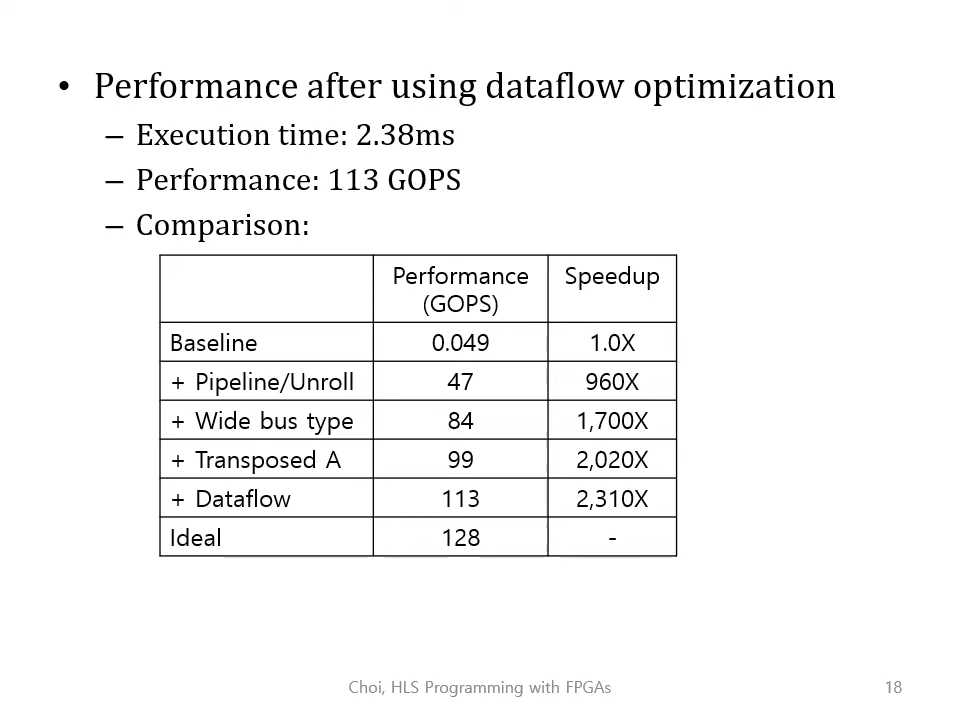 • Performance after using dataflow optimization
– Execution time: 2.38ms
– Performance: 113 GOPS
– Comparison:
Performance (GOPS) Speedup
Baseline 0.049 1.0X
+ Pipeline/Unroll 47 960X
+ Wide bus type 84 1,700X
+ Transposed A 99 2,020X
+ Dataflow 113 2,310X
Ideal 128 -
Choi, HLS Programming with FPGAs 18